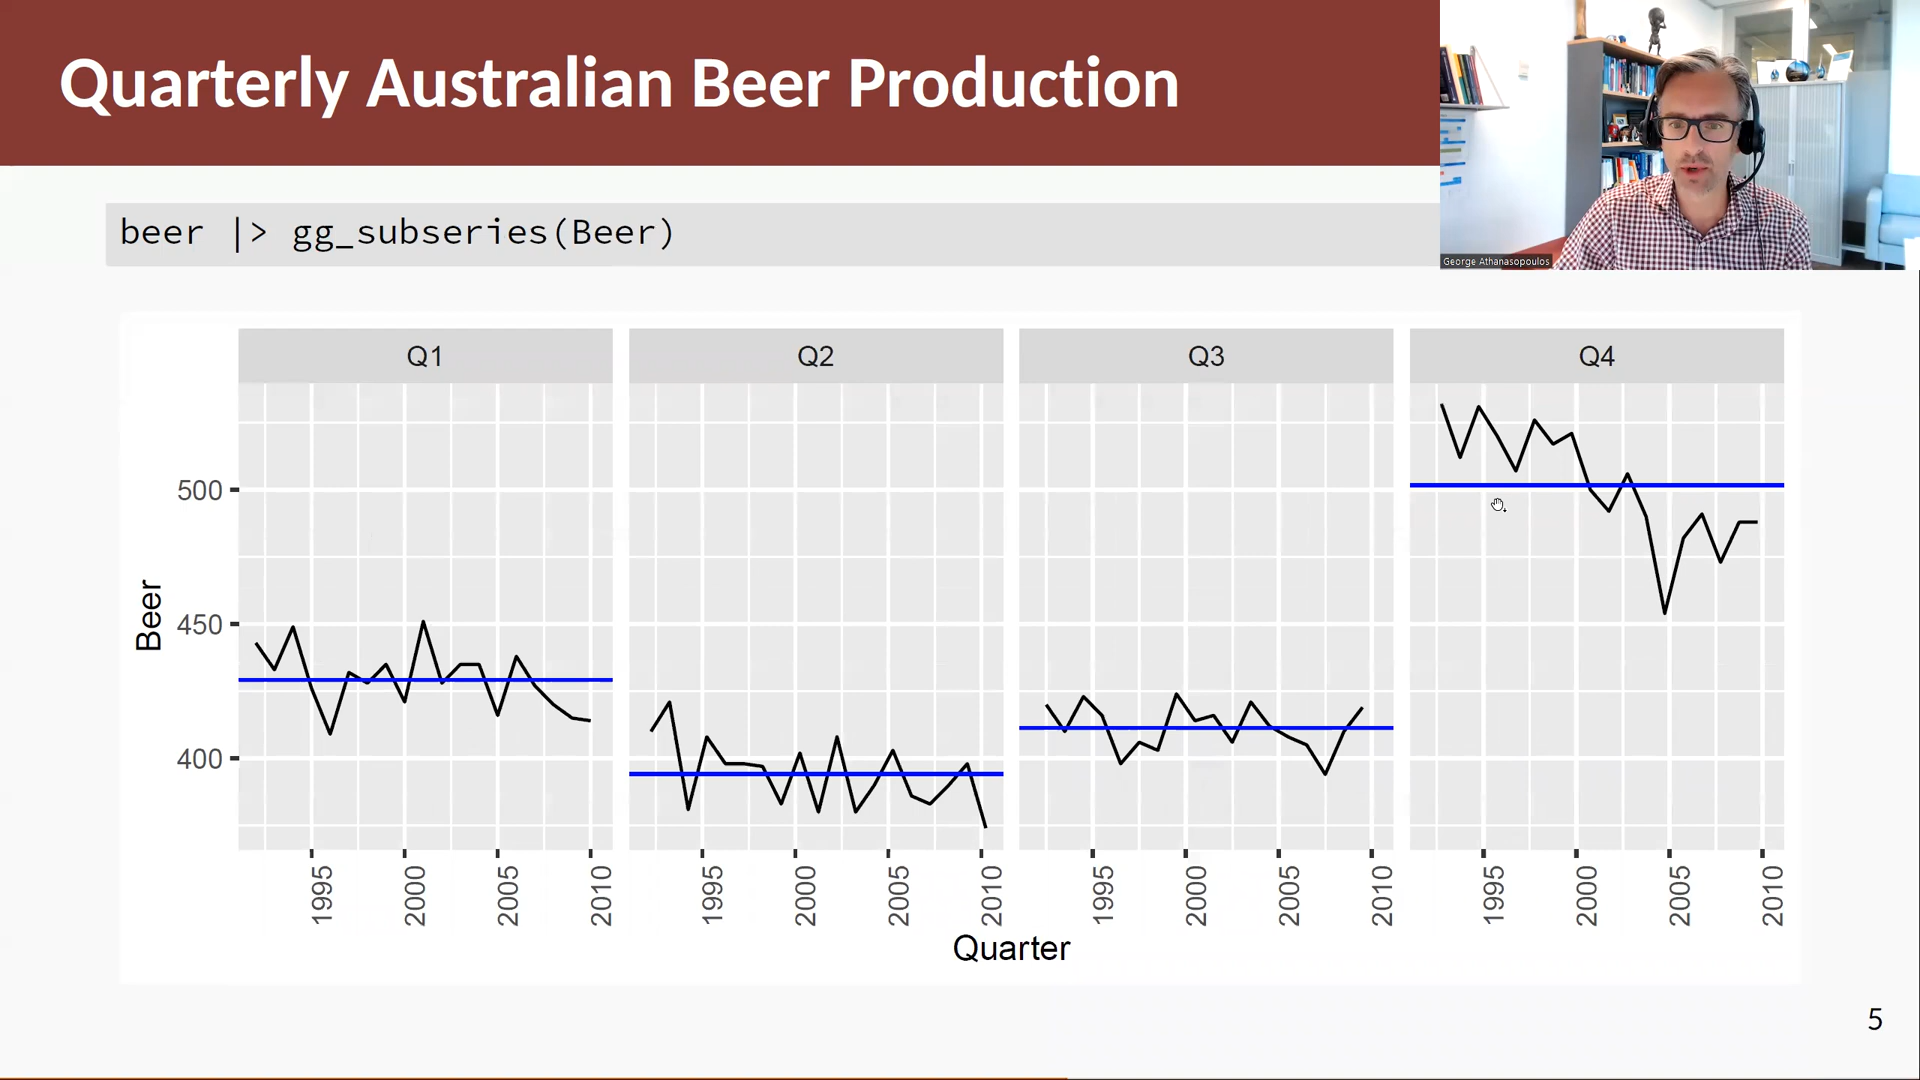 Quarterly Australian Beer Production
George Athanasopoulos
beer |> gg_subseries(Beer)
Q1 Q2 Q3 Q4
Beer
500
450
400
1995 2000 2005 2010 1995 2000 2005 2010 1995 2000 2005 2010 1995 2000 2005 2010
Quarter
5